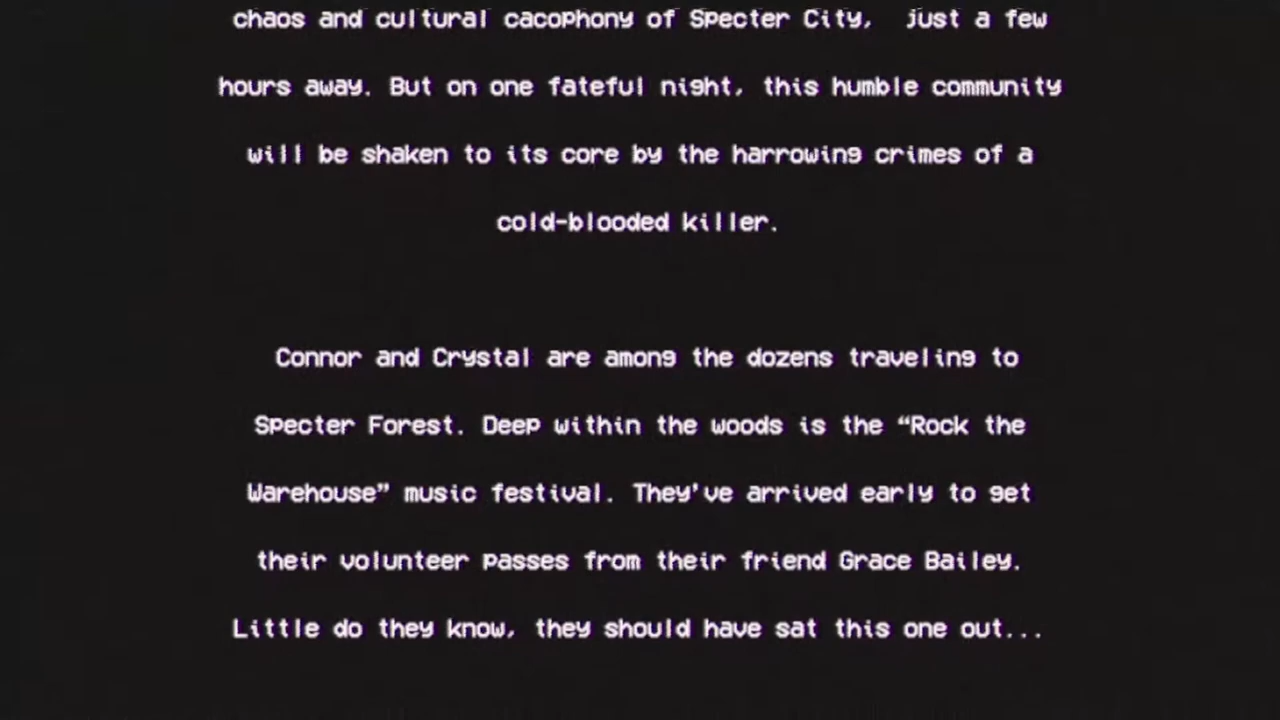 chaos and cultural cacophony of Specter City, just a few
hours away. But on one fateful night, this humble community
will be shaken to its core by the harrowing crimes of a
cold-blooded killer.
Connor and Crystal are among the dozens traveling to
Specter Forest. Deep within the woods is the “Rock the
Warehouse” music festival. They've arrived early to get
their volunteer passes from their friend Grace Bailey.
Little do they know, they should have sat this one out...